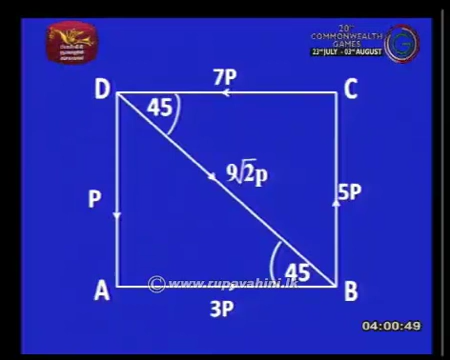 20th
COMMONWEALTH
GAMES
23rd JULY - 03rd AUGUST
D
7P
C
45
9√2p
P
5P
45
A
© www.rupavahini.lk
B
3P
04:00:49